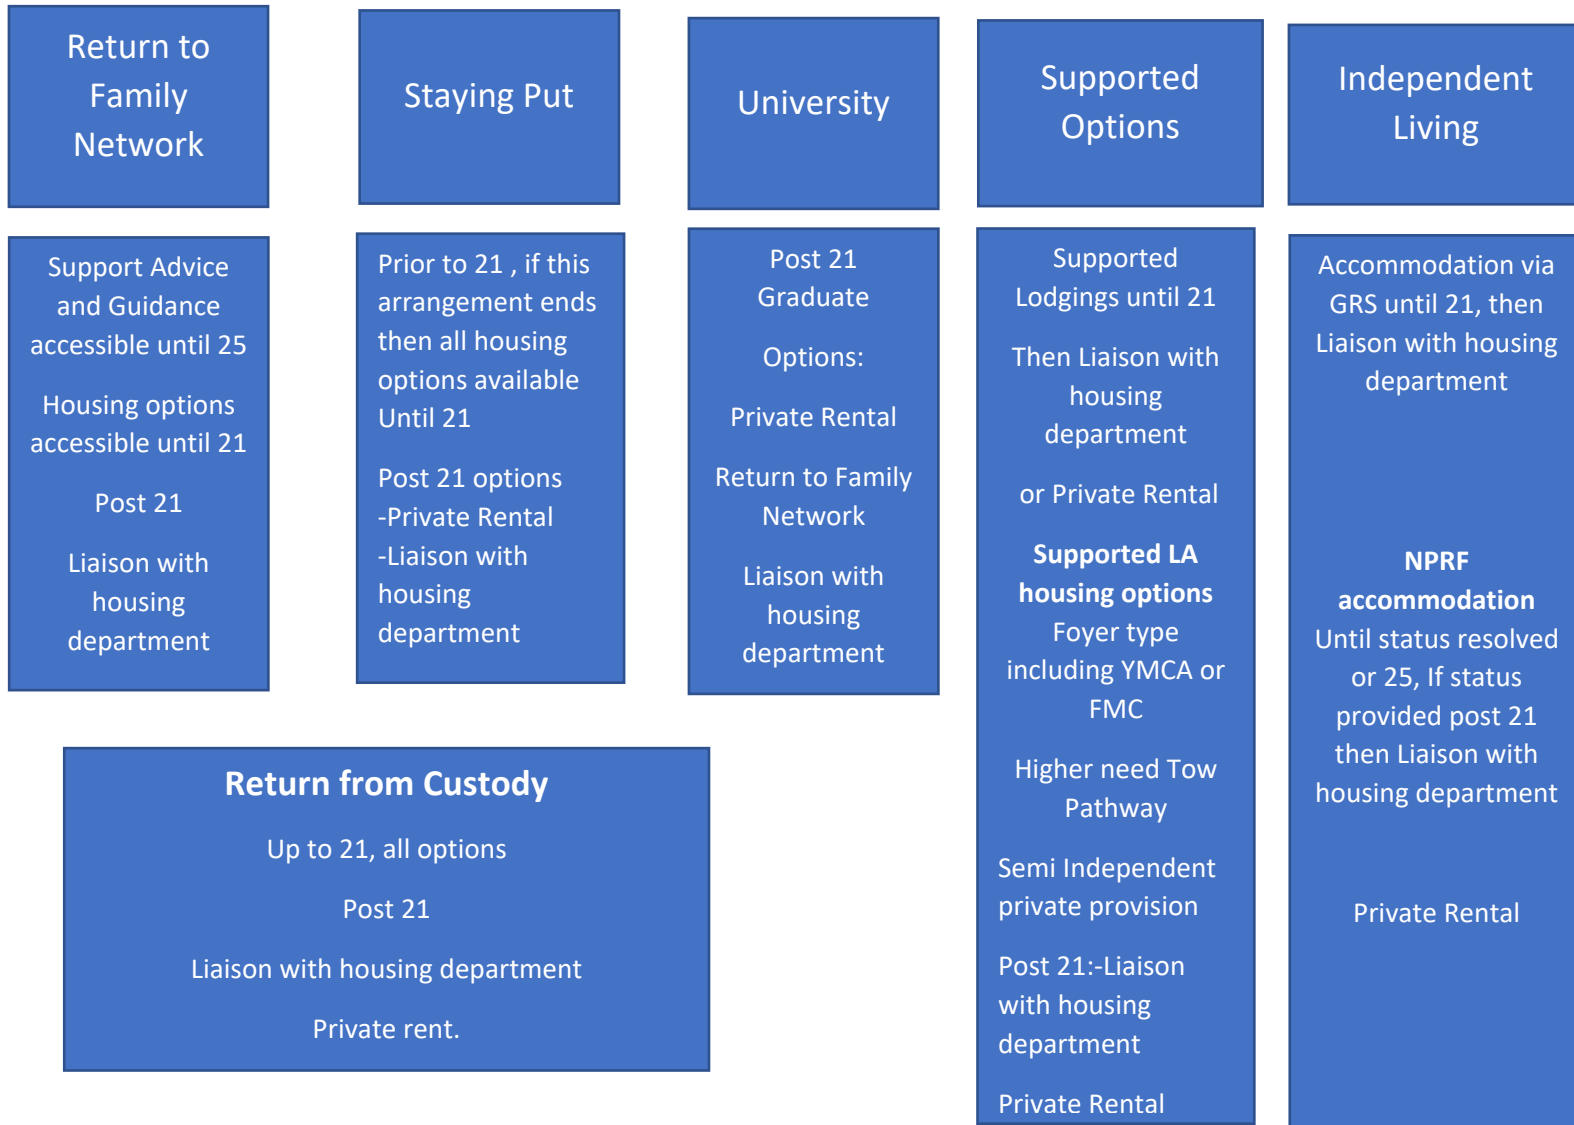 Return to
Family
Network
Staying Put
University
Supported
Options
Independent
Living
Support Advice
and Guidance
accessible until 25
Housing options
accessible until 21
Post 21
Liaison with
housing
department
Prior to 21 , if this
arrangement ends
then all housing
options available
Until 21
Post 21 options
-Private Rental
-Liaison with
housing
department
Post 21
Graduate
Options:
Private Rental
Return to Family
Network
Liaison with
housing
department
Supported
Lodgings until 21
Then Liaison with
housing
department
or Private Rental
Supported LA
housing options
Foyer type
including YMCA or
FMC
Higher need Tow
Pathway
Semi Independent
private provision
Post 21:-Liaison
with housing
department
Private Rental
Accommodation via
GRS until 21, then
Liaison with housing
department
NPRF
accommodation
Until status resolved
or 25, If status
provided post 21
then Liaison with
housing department
Private Rental
Return from Custody
Up to 21, all options
Post 21
Liaison with housing department
Private rent.